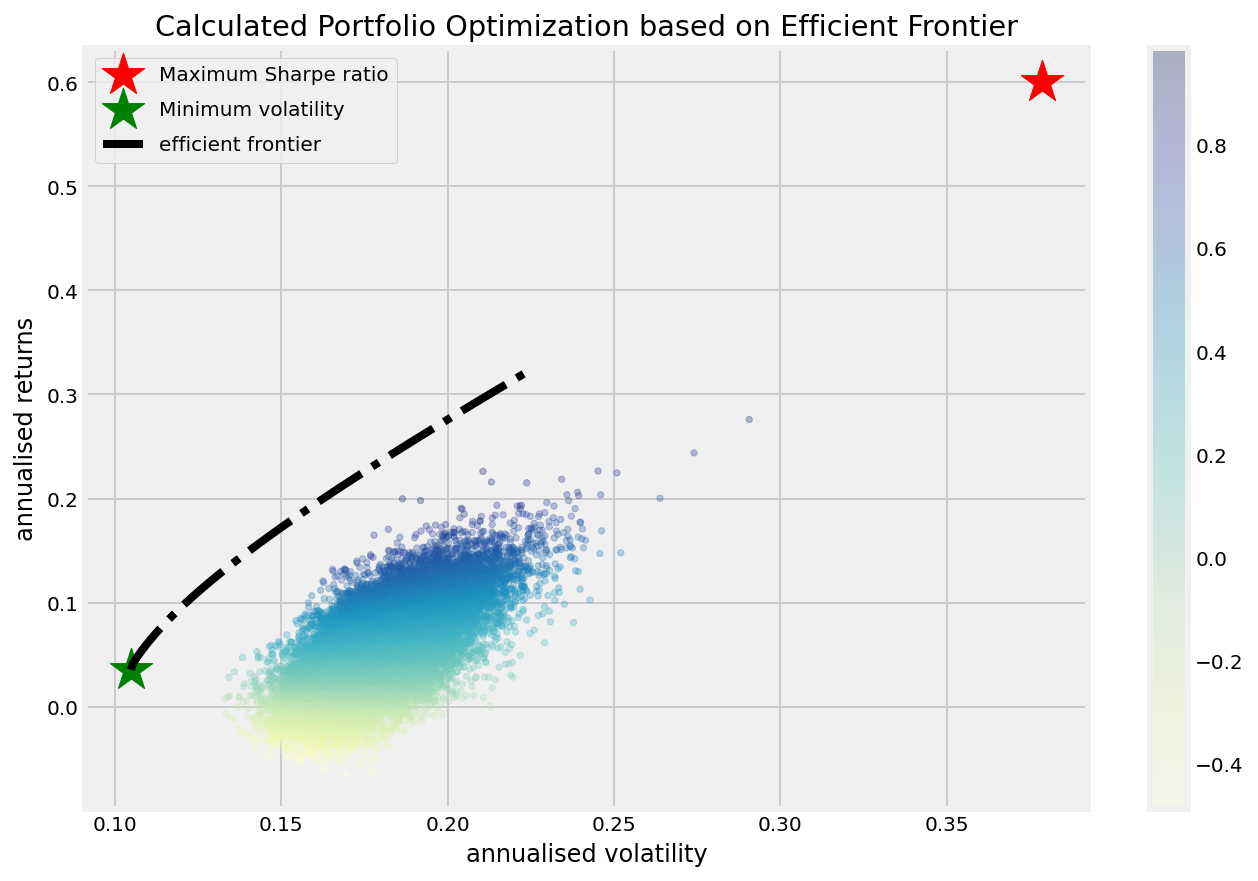 Calculated Portfolio Optimization based on Efficient Frontier
Maximum Sharpe ratio
Minimum volatility
efficient frontier
annualised returns
0.6
0.5
0.4
0.3
0.2
0.1
0.0
0.10 0.15 0.20 0.25 0.30 0.35
annualised volatility
0.8
0.6
0.4
0.2
0.0
−0.2
−0.4